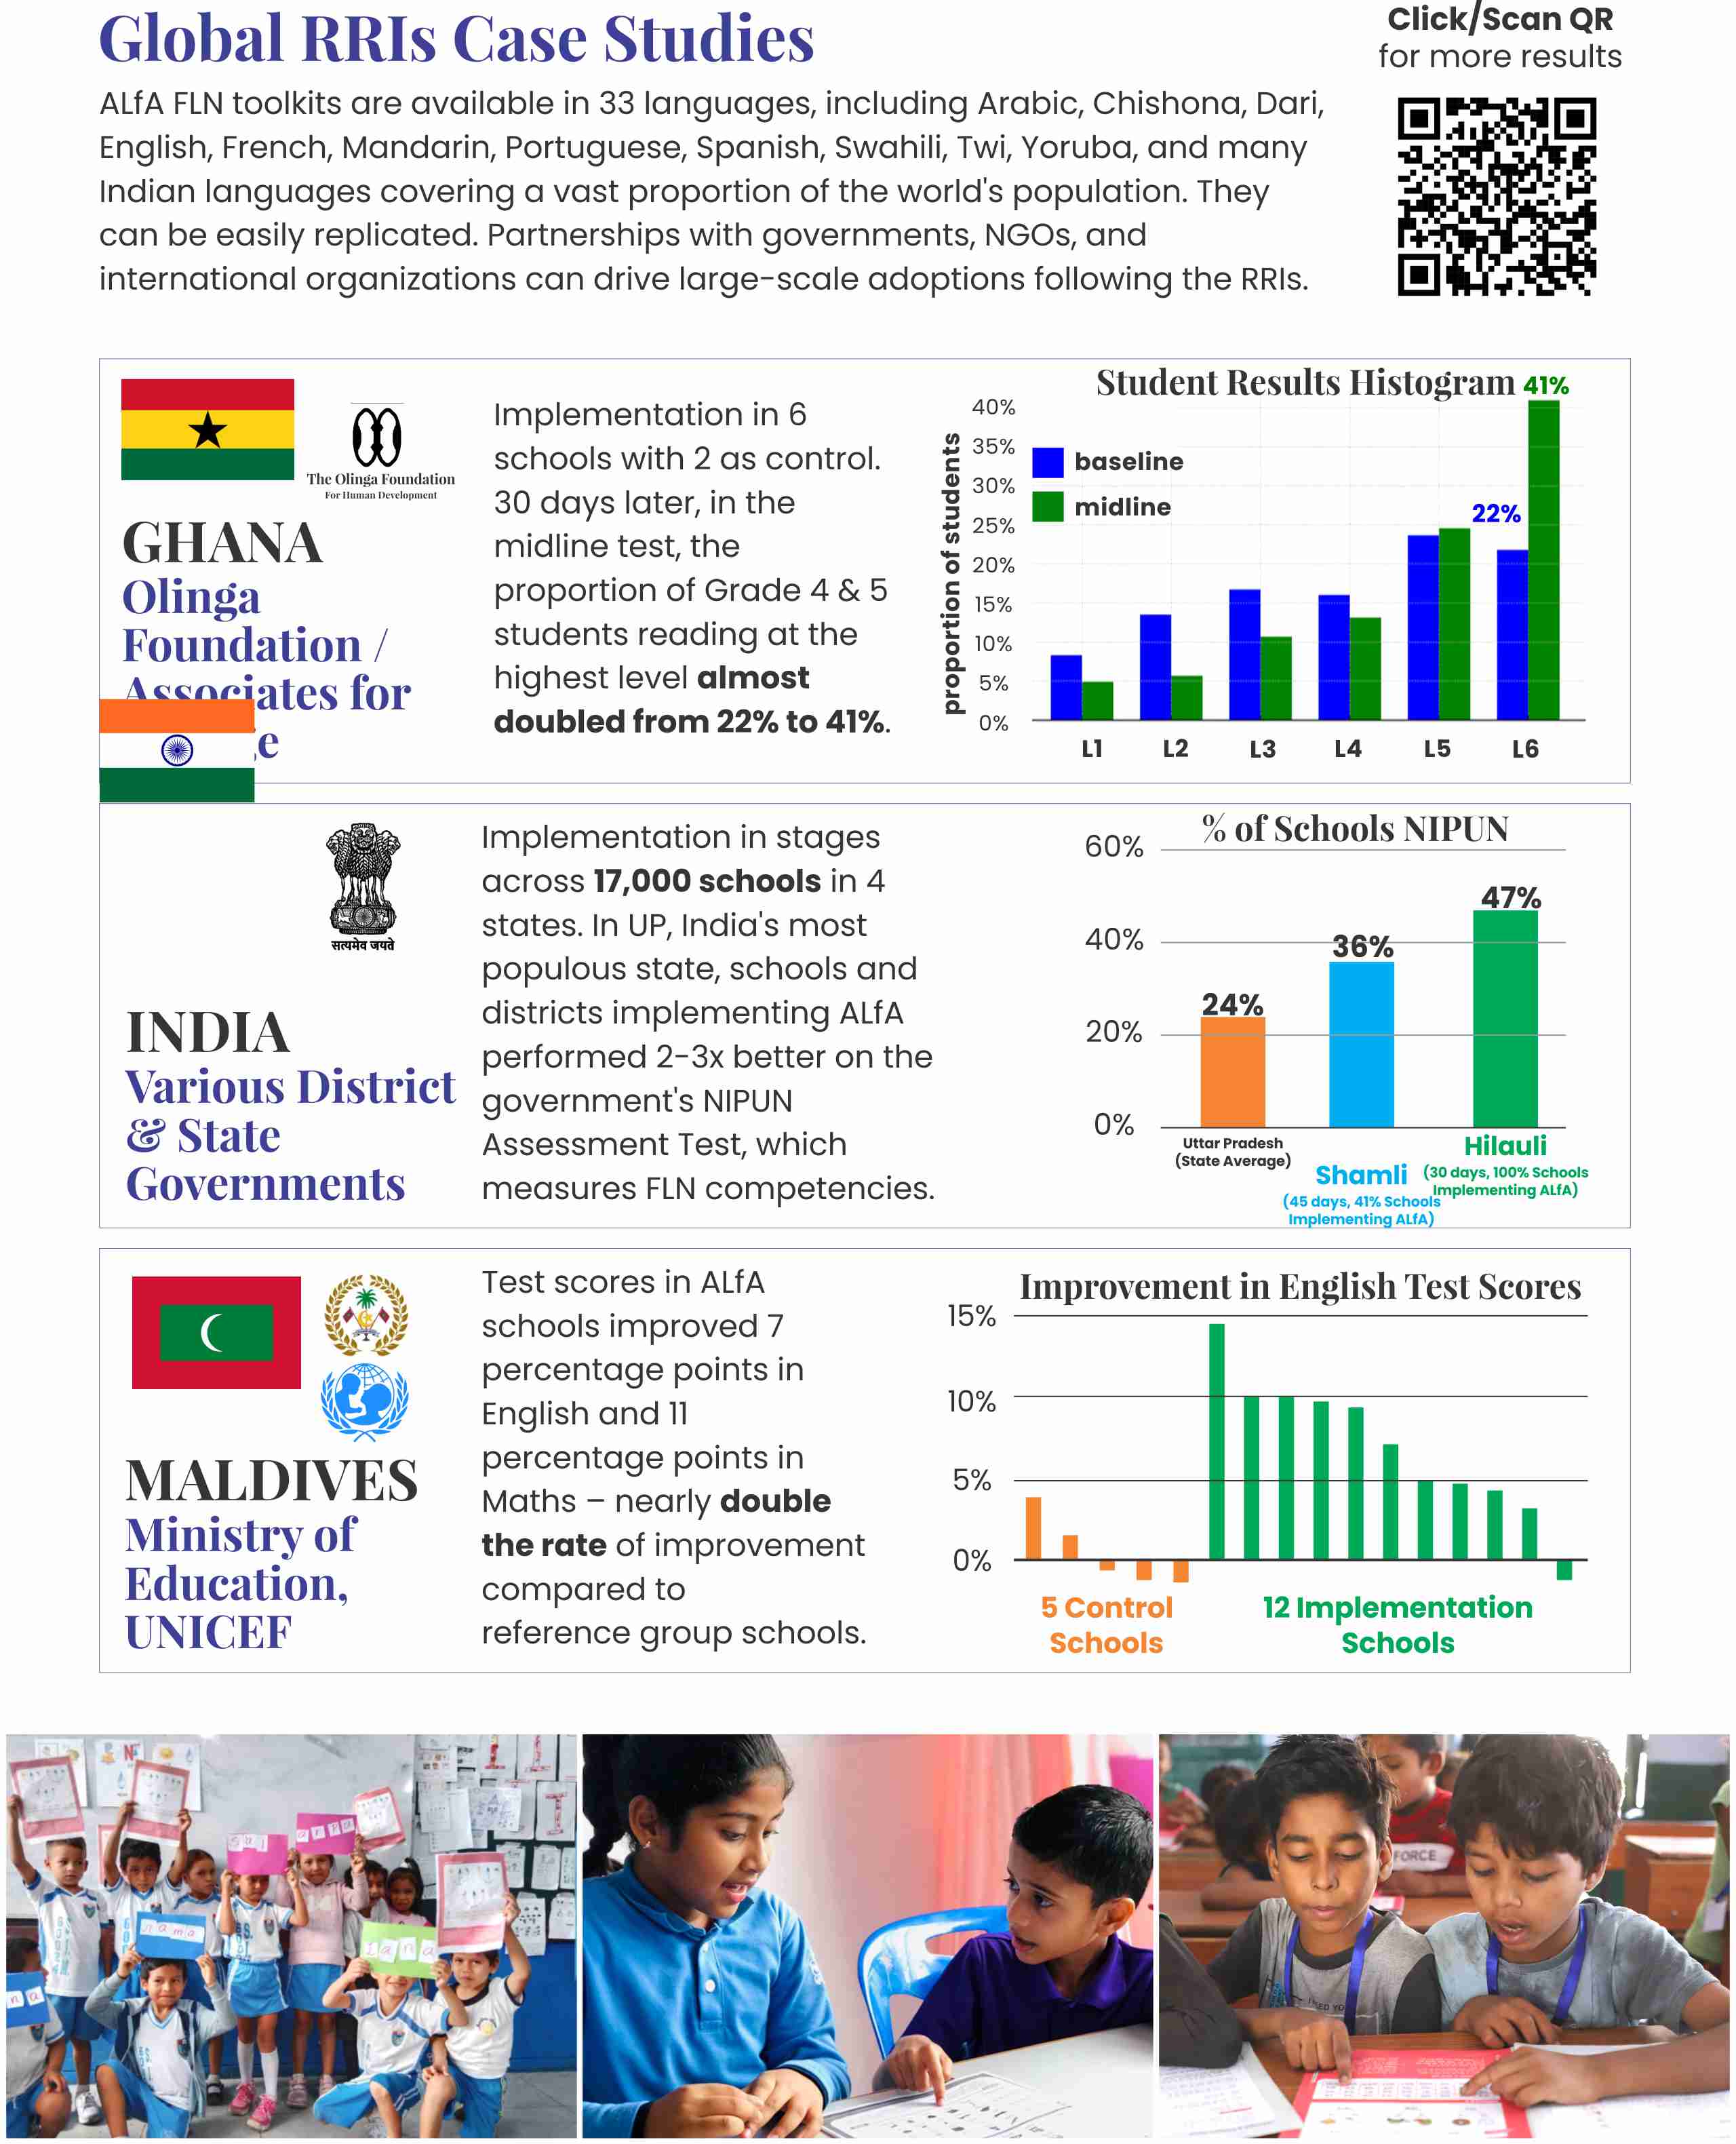 Global RRIs Case Studies
Click/Scan QR
for more results
ALfA FLN toolkits are available in 33 languages, including Arabic, Chishona, Dari,
English, French, Mandarin, Portuguese, Spanish, Swahili, Twi, Yoruba, and many
Indian languages covering a vast proportion of the world's population. They
can be easily replicated. Partnerships with governments, NGOs, and
international organizations can drive large-scale adoptions following the RRIs.
The Olinga Foundation
For Human Development
GHANA
Olinga
Foundation /
Associates for
Implementation in 6
schools with 2 as control.
30 days later, in the
midline test, the
proportion of Grade 4 & 5
students reading at the
highest level almost
doubled from 22% to 41%.
Student Results Histogram 41%
proportion of students
40%
35%
30%
25%
20%
15%
10%
5%
0%
baseline
midline
22%
L1 L2 L3 L4 L5 L6
सत्यमेव जयते
INDIA
Various District
& State
Governments
Implementation in stages
across 17,000 schools in 4
states. In UP, India's most
populous state, schools and
districts implementing ALfA
performed 2-3x better on the
government's NIPUN
Assessment Test, which
measures FLN competencies.
% of Schools NIPUN
60%
40%
20%
0%
24%
36%
47%
Uttar Pradesh
(State Average)
Shamli
(45 days, 41% Schools
Implementing ALfA)
Hilauli
(30 days, 100% Schools
Implementing ALfA)
MALDIVES
Ministry of
Education,
UNICEF
Test scores in ALfA
schools improved 7
percentage points in
English and 11
percentage points in
Maths – nearly double
the rate of improvement
compared to
reference group schools.
Improvement in English Test Scores
15%
10%
5%
0%
5 Control
Schools
12 Implementation
Schools
sal
arpa
rama
lana
na
FORCE